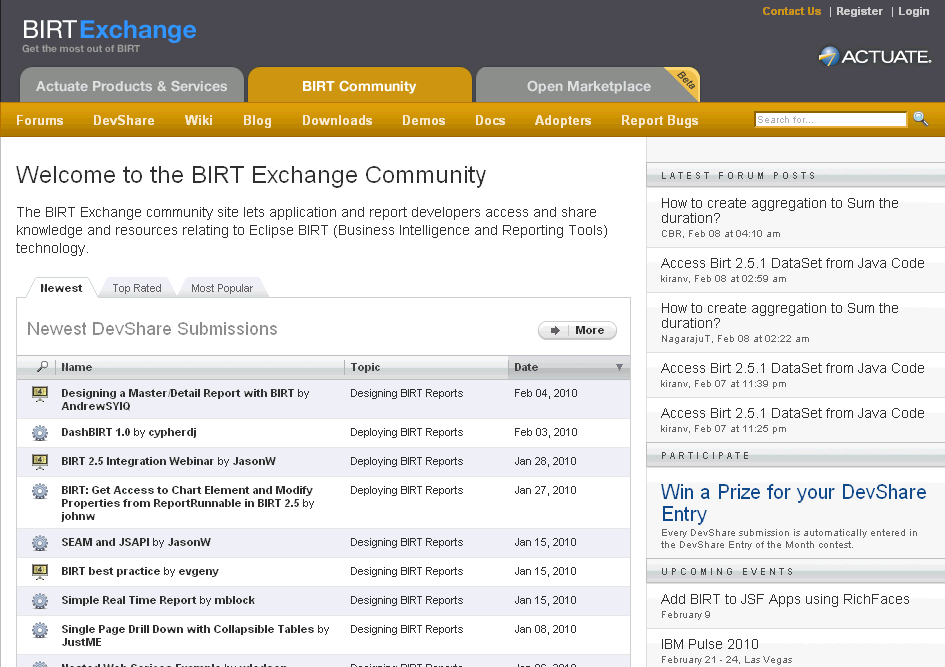 Contact Us | Register | Login
BIRT Exchange
Get the most out of BIRT
ACTUATE.
Actuate Products & Services
BIRT Community
Open Marketplace
Beta
Forums DevShare Wiki Blog Downloads Demos Docs Adopters Report Bugs
Search for...
Welcome to the BIRT Exchange Community
The BIRT Exchange community site lets application and report developers access and share
knowledge and resources relating to Eclipse BIRT (Business Intelligence and Reporting Tools)
technology.
Newest Top Rated Most Popular
Newest DevShare Submissions
More
Name Topic Date
Designing a Master/Detail Report with BIRT by
AndrewSYIQ
Designing BIRT Reports Feb 04, 2010
DashBIRT 1.0 by cypherdj Deploying BIRT Reports Feb 03, 2010
BIRT 2.5 Integration Webinar by JasonW Deploying BIRT Reports Jan 28, 2010
BIRT: Get Access to Chart Element and Modify
Properties from ReportRunnable in BIRT 2.5 by
johnw
Deploying BIRT Reports Jan 27, 2010
SEAM and JSAPI by JasonW Designing BIRT Reports Jan 15, 2010
BIRT best practice by evgeny Designing BIRT Reports Jan 15, 2010
Simple Real Time Report by mblock Designing BIRT Reports Jan 15, 2010
Single Page Drill Down with Collapsible Tables by
JustME
Designing BIRT Reports Jan 08, 2010
LATEST FORUM POSTS
How to create aggregation to Sum the
duration?
CBR, Feb 08 at 04:10 am
Access Birt 2.5.1 DataSet from Java Code
kiranv, Feb 08 at 02:59 am
How to create aggregation to Sum the
duration?
NagarajuT, Feb 08 at 02:22 am
Access Birt 2.5.1 DataSet from Java Code
kiranv, Feb 07 at 11:39 pm
Access Birt 2.5.1 DataSet from Java Code
kiranv, Feb 07 at 11:25 pm
PARTICIPATE
Win a Prize for your DevShare
Entry
Every DevShare submission is automatically entered in
the DevShare Entry of the Month contest.
UPCOMING EVENTS
Add BIRT to JSF Apps using RichFaces
February 9
IBM Pulse 2010
February 21 - 24, Las Vegas